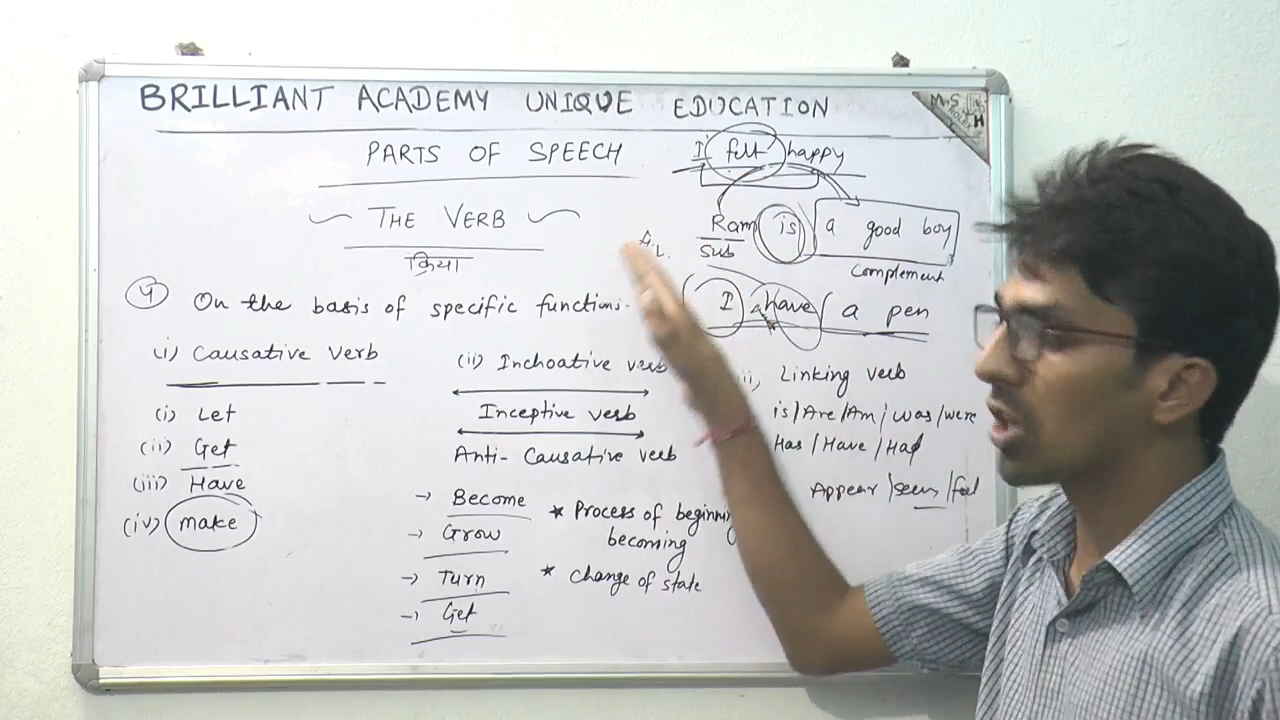 BRILLIANT ACADEMY UNIQUE EDUCATION
M.S
PARTS OF SPEECH
THE VERB
क्रिया
I felt happy
Ram is a good boy
Sub
complement
I have a pen
4 On the basis of specific functions.
(i) Causative verb
(i) Let
(ii) Get
(iii) Have
(iv) make
(ii) Inchoative verb
Inceptive verb
Anti-Causative verb
→ Become
→ Grow
→ Turn
→ Get
* Process of beginning
becoming
* change of state
Linking verb
is/Are/Am/was/were
Has/Have/Had
Appear/seem/feel